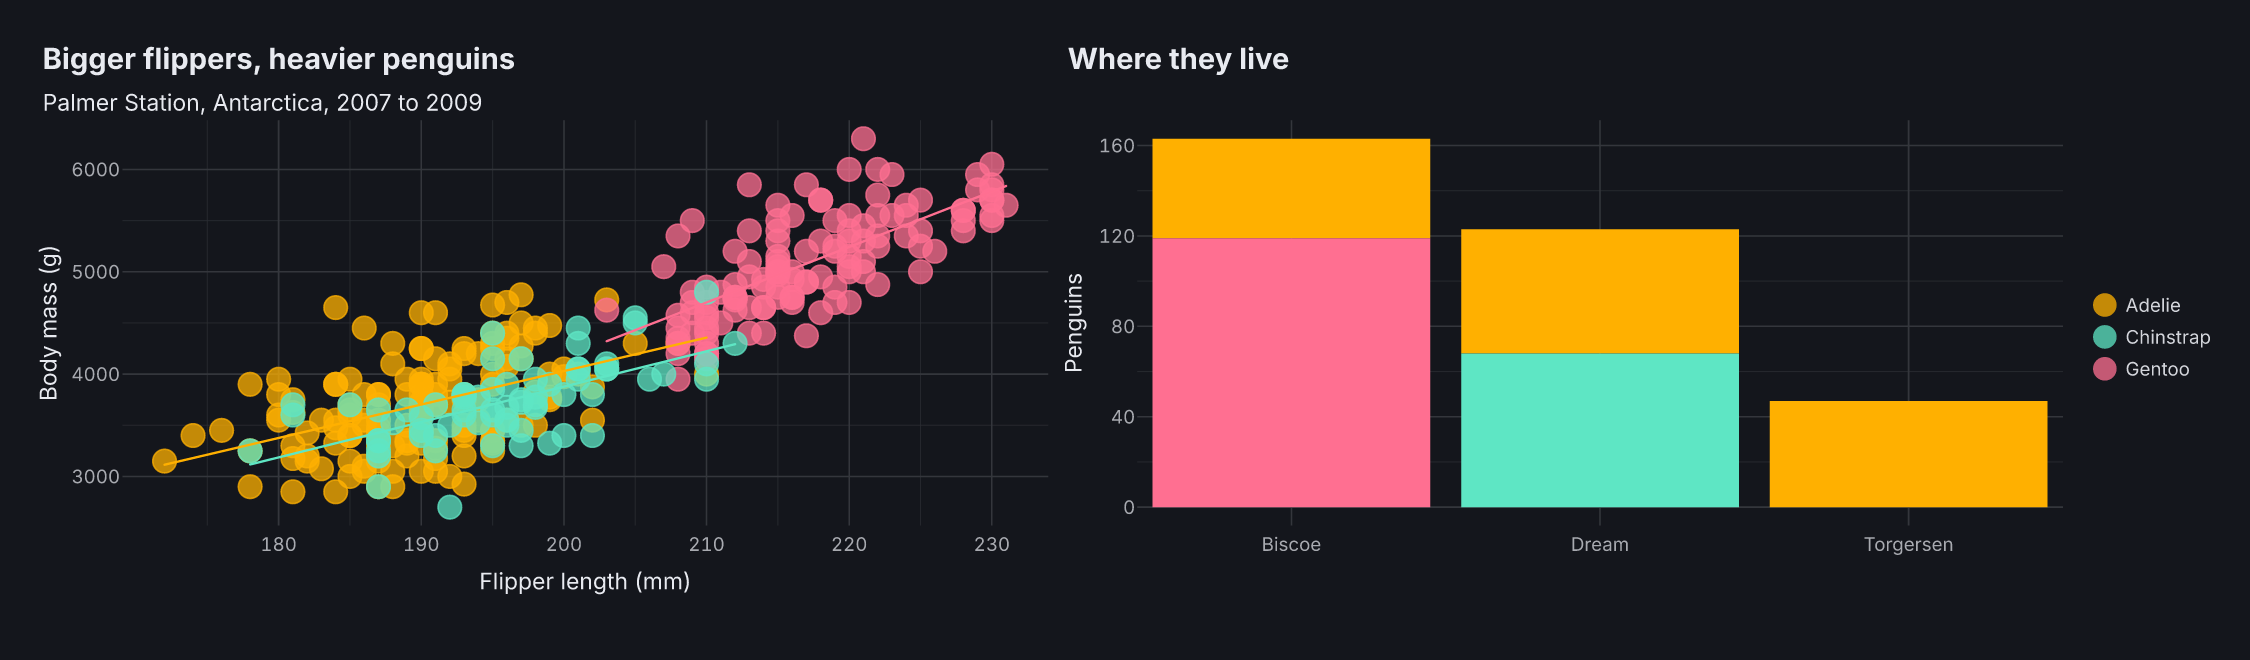 Bigger flippers, heavier penguins
Palmer Station, Antarctica, 2007 to 2009
Body mass (g)
6000
5000
4000
3000
180 190 200 210 220 230
Flipper length (mm)
Where they live
Penguins
160
120
80
40
0
Biscoe Dream Torgersen
Adelie
Chinstrap
Gentoo